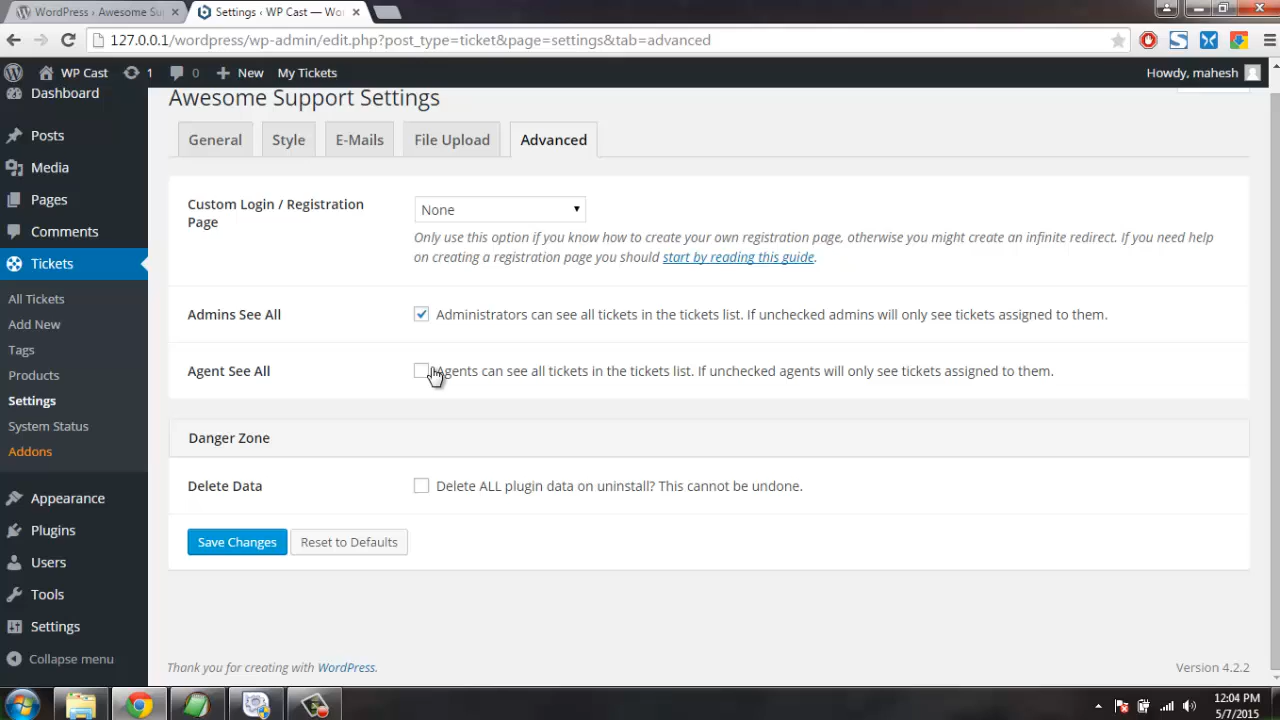 WordPress › Awesome Su
Settings ‹ WP Cast — Wo
127.0.0.1/wordpress/wp-admin/edit.php?post_type=ticket&page=settings&tab=advanced
WP Cast
1
0
New
My Tickets
Howdy, mahesh
Dashboard
Posts
Media
Pages
Comments
Tickets
All Tickets
Add New
Tags
Products
Settings
System Status
Addons
Appearance
Plugins
Users
Tools
Settings
Collapse menu
Awesome Support Settings
General
Style
E-Mails
File Upload
Advanced
Custom Login / Registration
Page
None
Only use this option if you know how to create your own registration page, otherwise you might create an infinite redirect. If you need help
on creating a registration page you should start by reading this guide.
Admins See All
Administrators can see all tickets in the tickets list. If unchecked admins will only see tickets assigned to them.
Agent See All
Agents can see all tickets in the tickets list. If unchecked agents will only see tickets assigned to them.
Danger Zone
Delete Data
Delete ALL plugin data on uninstall? This cannot be undone.
Save Changes
Reset to Defaults
Thank you for creating with WordPress.
Version 4.2.2
12:04 PM
5/7/2015